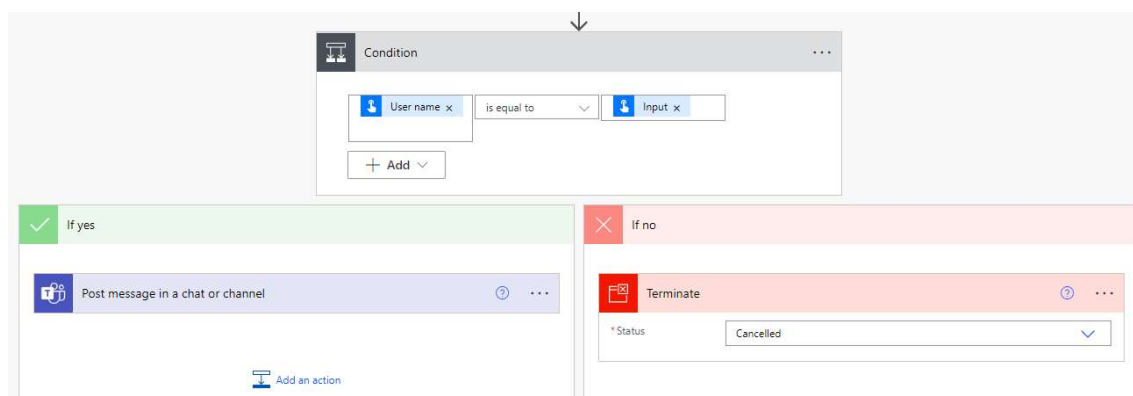 Condition
...
User name x
is equal to
Input x
+ Add
If yes
If no
Post message in a chat or channel
? ...
Terminate
? ...
* Status
Cancelled
Add an action